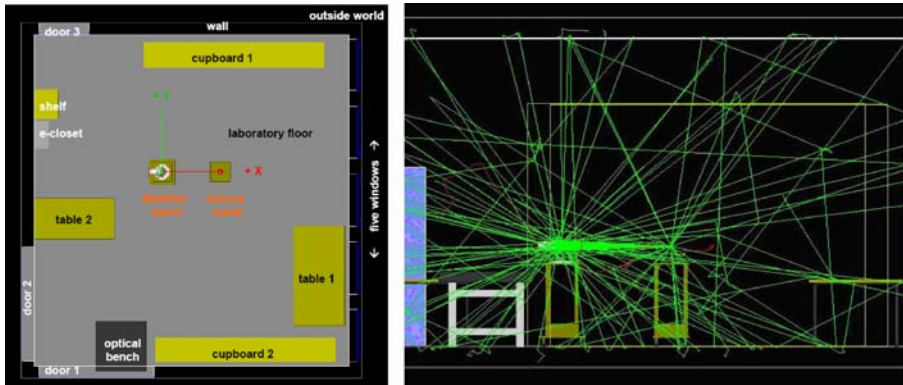 outside world
door 3
wall
cupboard 1
+ Y
shelf
e-closet
laboratory floor
+ X
← five windows →
table 2
table 1
door 2
optical
bench
cupboard 2
door 1